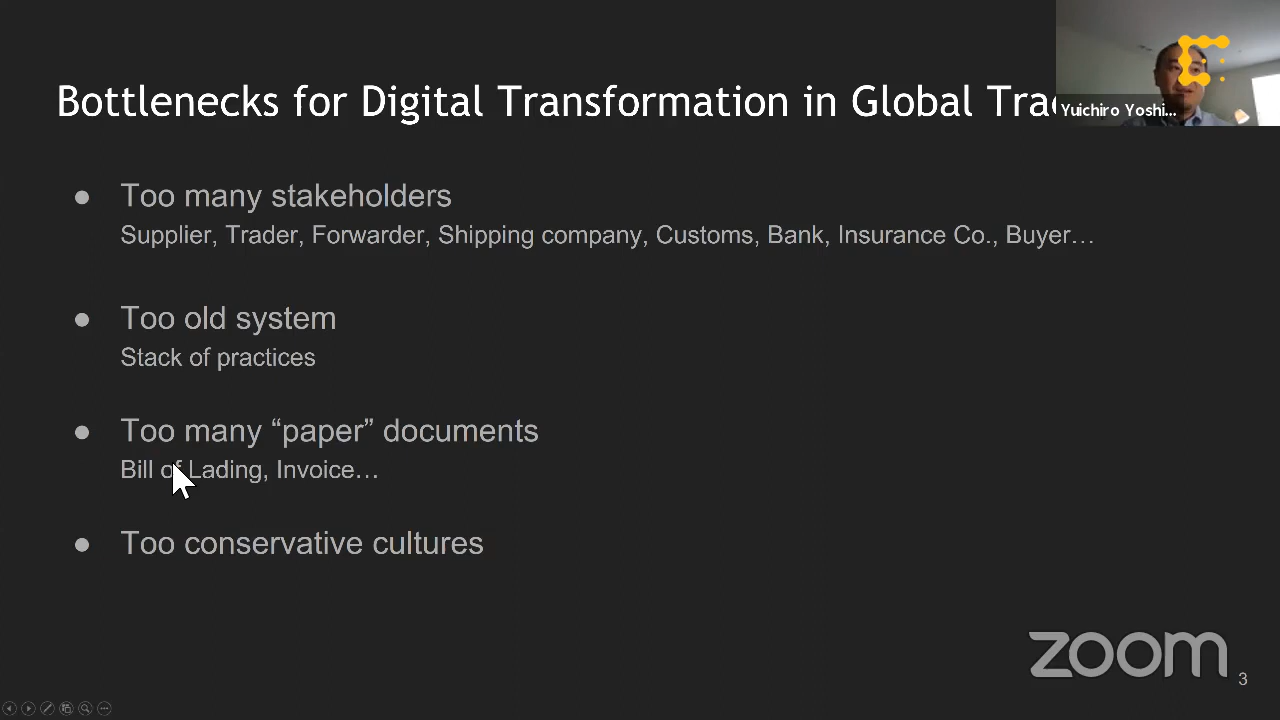 Bottlenecks for Digital Transformation in Global Tra
Yuichiro Yoshi...
● Too many stakeholders
Supplier, Trader, Forwarder, Shipping company, Customs, Bank, Insurance Co., Buyer…
● Too old system
Stack of practices
● Too many “paper” documents
Bill of Lading, Invoice…
● Too conservative cultures
zoom
3